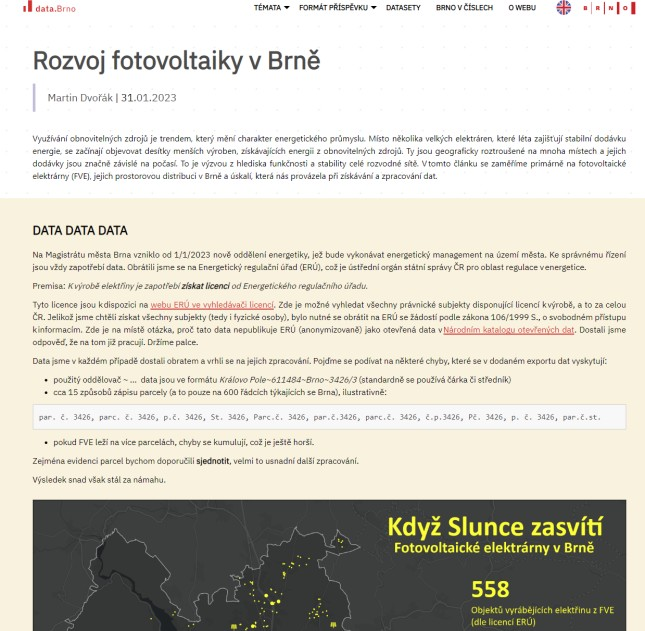 data.Brno
TÉMATA FORMÁT PŘÍSPĚVKU DATASETY BRNO V ČÍSLECH O WEBU B R N O
Rozvoj fotovoltaiky v Brně
Martin Dvořák | 31.01.2023
Využívání obnovitelných zdrojů je trendem, který mění charakter energetického průmyslu. Místo několika velkých elektráren, které léta zajišťují stabilní dodávku
energie, se začínají objevovat desítky menších výroben, získávajících energii z obnovitelných zdrojů. Ty jsou geograficky roztroušené na mnoha místech a jejich
dodávky jsou značně závislé na počasí. To je výzvou z hlediska funkčnosti a stability celé rozvodné sítě. V tomto článku se zaměříme primárně na fotovoltaické
elektrárny (FVE), jejich prostorovou distribuci v Brně a úskalí, která nás provázela při získávání a zpracování dat.
DATA DATA DATA
Na Magistrátu města Brna vzniklo od 1/1/2023 nově oddělení energetiky, jež bude vykonávat energetický management na území města. Ke správnému řízení
jsou vždy zapotřebí data. Obrátili jsme se na Energetický regulační úřad (ERÚ), což je ústřední orgán státní správy ČR pro oblast regulace v energetice.
Premisa: K výrobě elektřiny je zapotřebí získat licenci od Energetického regulačního úřadu.
Tyto licence jsou k dispozici na webu ERÚ ve vyhledávači licencí. Zde je možné vyhledat všechny právnické subjekty disponující licencí k výrobě, a to za celou
ČR. Jelikož jsme chtěli získat všechny subjekty (tedy i fyzické osoby), bylo nutné se obrátit na ERÚ se žádostí podle zákona 106/1999 S., o svobodném přístupu
k informacím. Zde je na místě otázka, proč tato data nepublikuje ERÚ (anonymizovaně) jako otevřená data v Národním katalogu otevřených dat. Dostali jsme
odpověď, že na tom již pracují. Držíme palce.
Data jsme v každém případě dostali obratem a vrhli se na jejich zpracování. Pojďme se podívat na některé chyby, které se v dodaném exportu dat vyskytují:
• použitý oddělovač ~ ... data jsou ve formátu Královo Pole~611484~Brno~3426/3 (standardně se používá čárka či středník)
• cca 15 způsobů zápisu parcely (a to pouze na 600 řádcích týkajících se Brna), ilustrativně:
par. č. 3426, parc. č. 3426, p.č. 3426, St. 3426, Parc.č. 3426, par.č.3426, parc.č. 3426, č.p.3426, Pč. 3426, p. č. 3426, par.č.st.
• pokud FVE leží na více parcelách, chyby se kumulují, což je ještě horší.
Zejména evidenci parcel bychom doporučili sjednotit, velmi to usnadní další zpracování.
Výsledek snad však stál za námahu.
Když Slunce zasvítí
Fotovoltaické elektrárny v Brně
558
Objektů vyrábějících elektřinu z FVE
(dle licencí ERÚ)